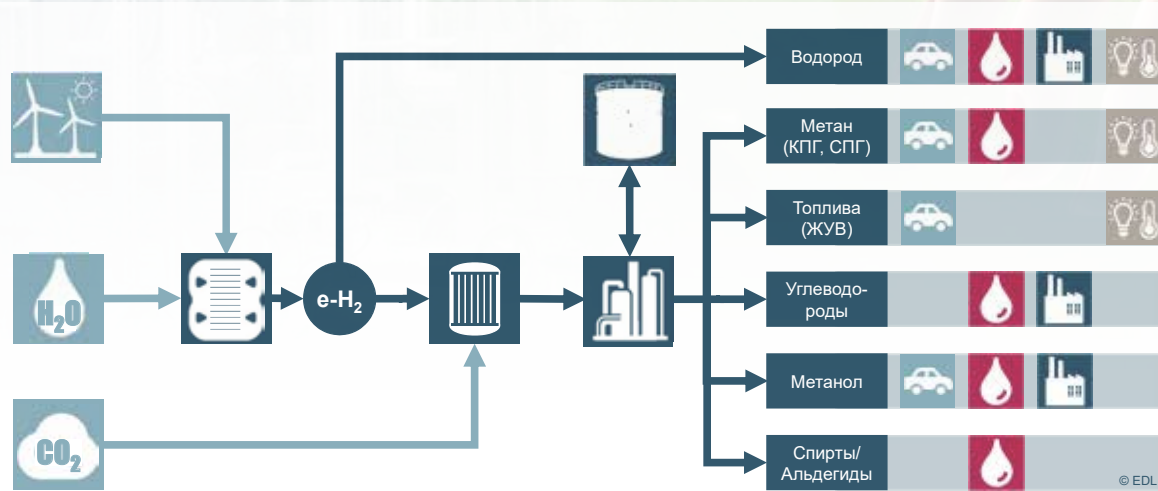 Водород
Метан
(КПГ, СПГ)
Топлива
(ЖУВ)
H₂O
e-H₂
Углеводо-
роды
Метанол
CO₂
Спирты/
Альдегиды
© EDL